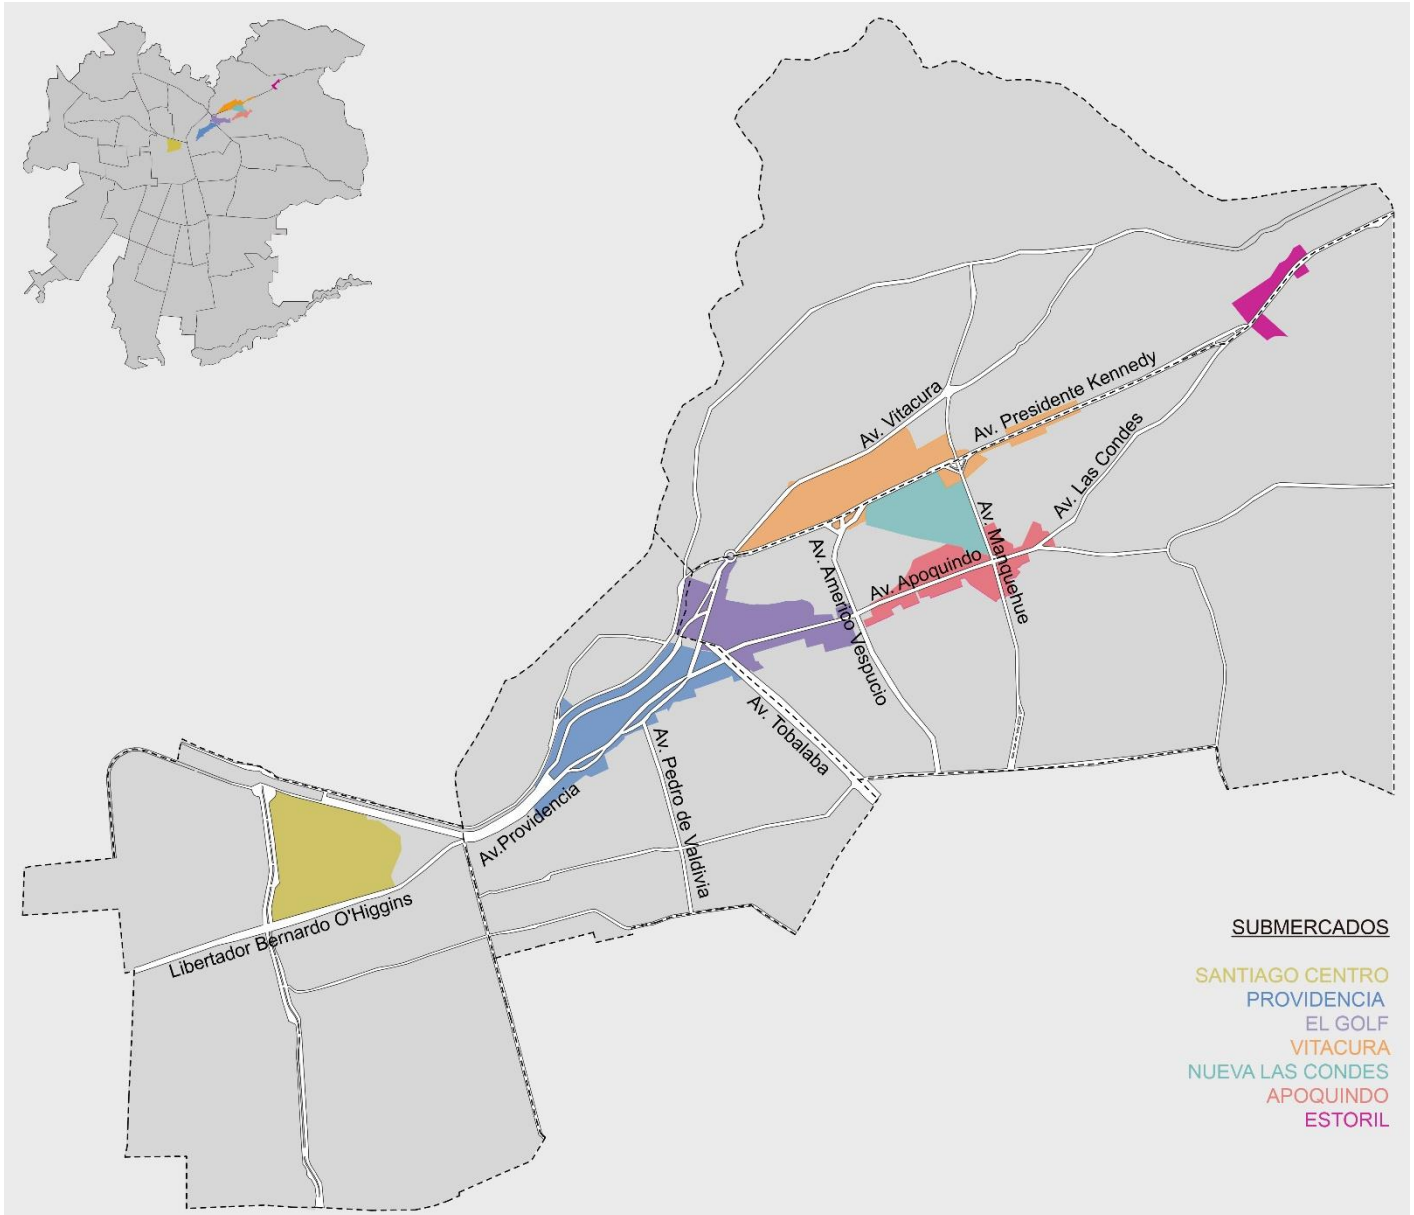 Av. Vitacura
Av. Presidente Kennedy
Av. Las Condes
Av. Manquehue
Av. Apoquindo
Av. Americo Vespucio
Av. Tobalaba
Av. Pedro de Valdivia
Av.Providencia
Libertador Bernardo O'Higgins
SUBMERCADOS
SANTIAGO CENTRO
PROVIDENCIA
EL GOLF
VITACURA
NUEVA LAS CONDES
APOQUINDO
ESTORIL